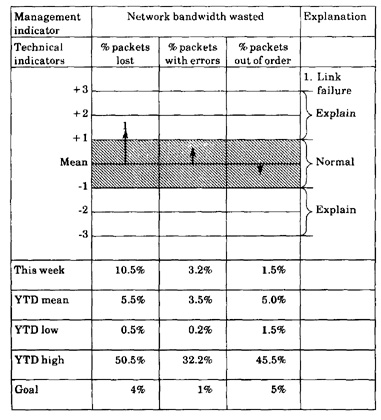 Management indicator Network bandwidth wasted Explanation
Technical indicators % packets lost % packets with errors % packets out of order
1. Link failure
+3
+2 Explain
1
+1
Mean Normal
-1
-2 Explain
-3
This week 10.5% 3.2% 1.5%
YTD mean 5.5% 3.5% 5.0%
YTD low 0.5% 0.2% 1.5%
YTD high 50.5% 32.2% 45.5%
Goal 4% 1% 5%